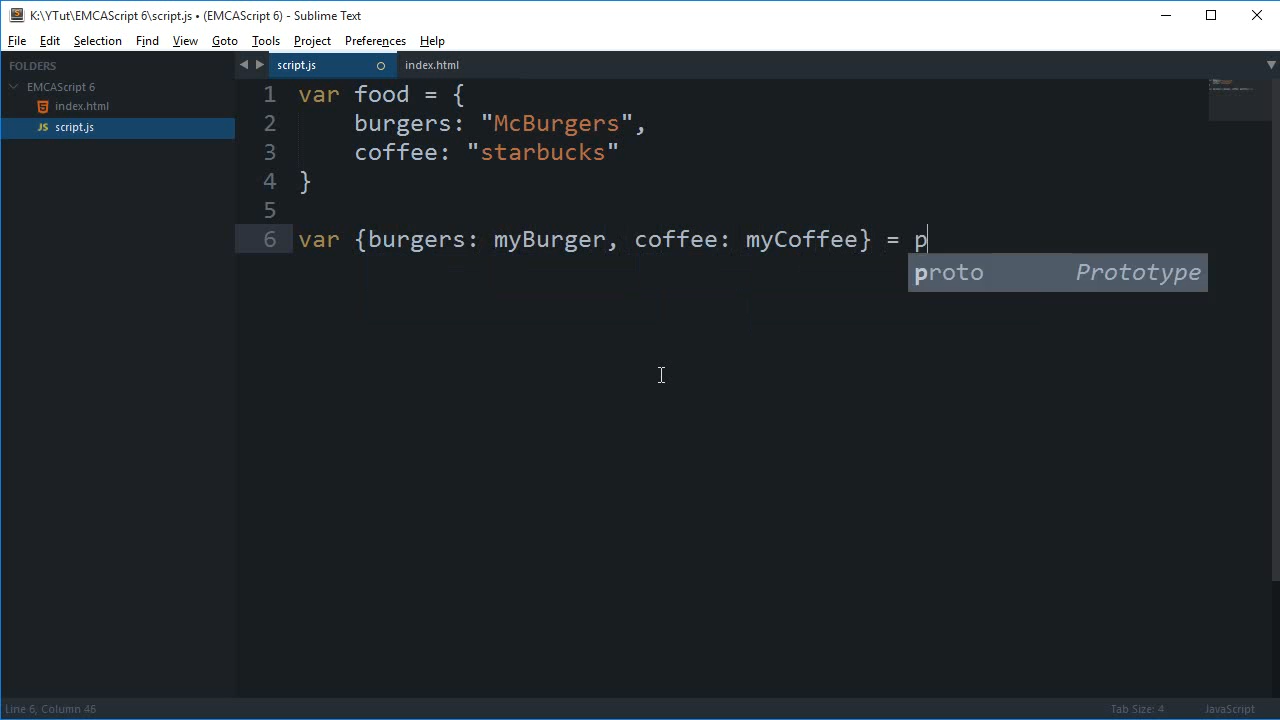 K:\YTut\EMCAScript 6\script.js • (EMCAScript 6) - Sublime Text
File Edit Selection Find View Goto Tools Project Preferences Help
FOLDERS
EMCAScript 6
index.html
JS script.js
script.js index.html
1 var food = {
2 burgers: "McBurgers",
3 coffee: "starbucks"
4 }
5
6 var {burgers: myBurger, coffee: myCoffee} = p
proto Prototype
Line 6, Column 46 Tab Size: 4 JavaScript